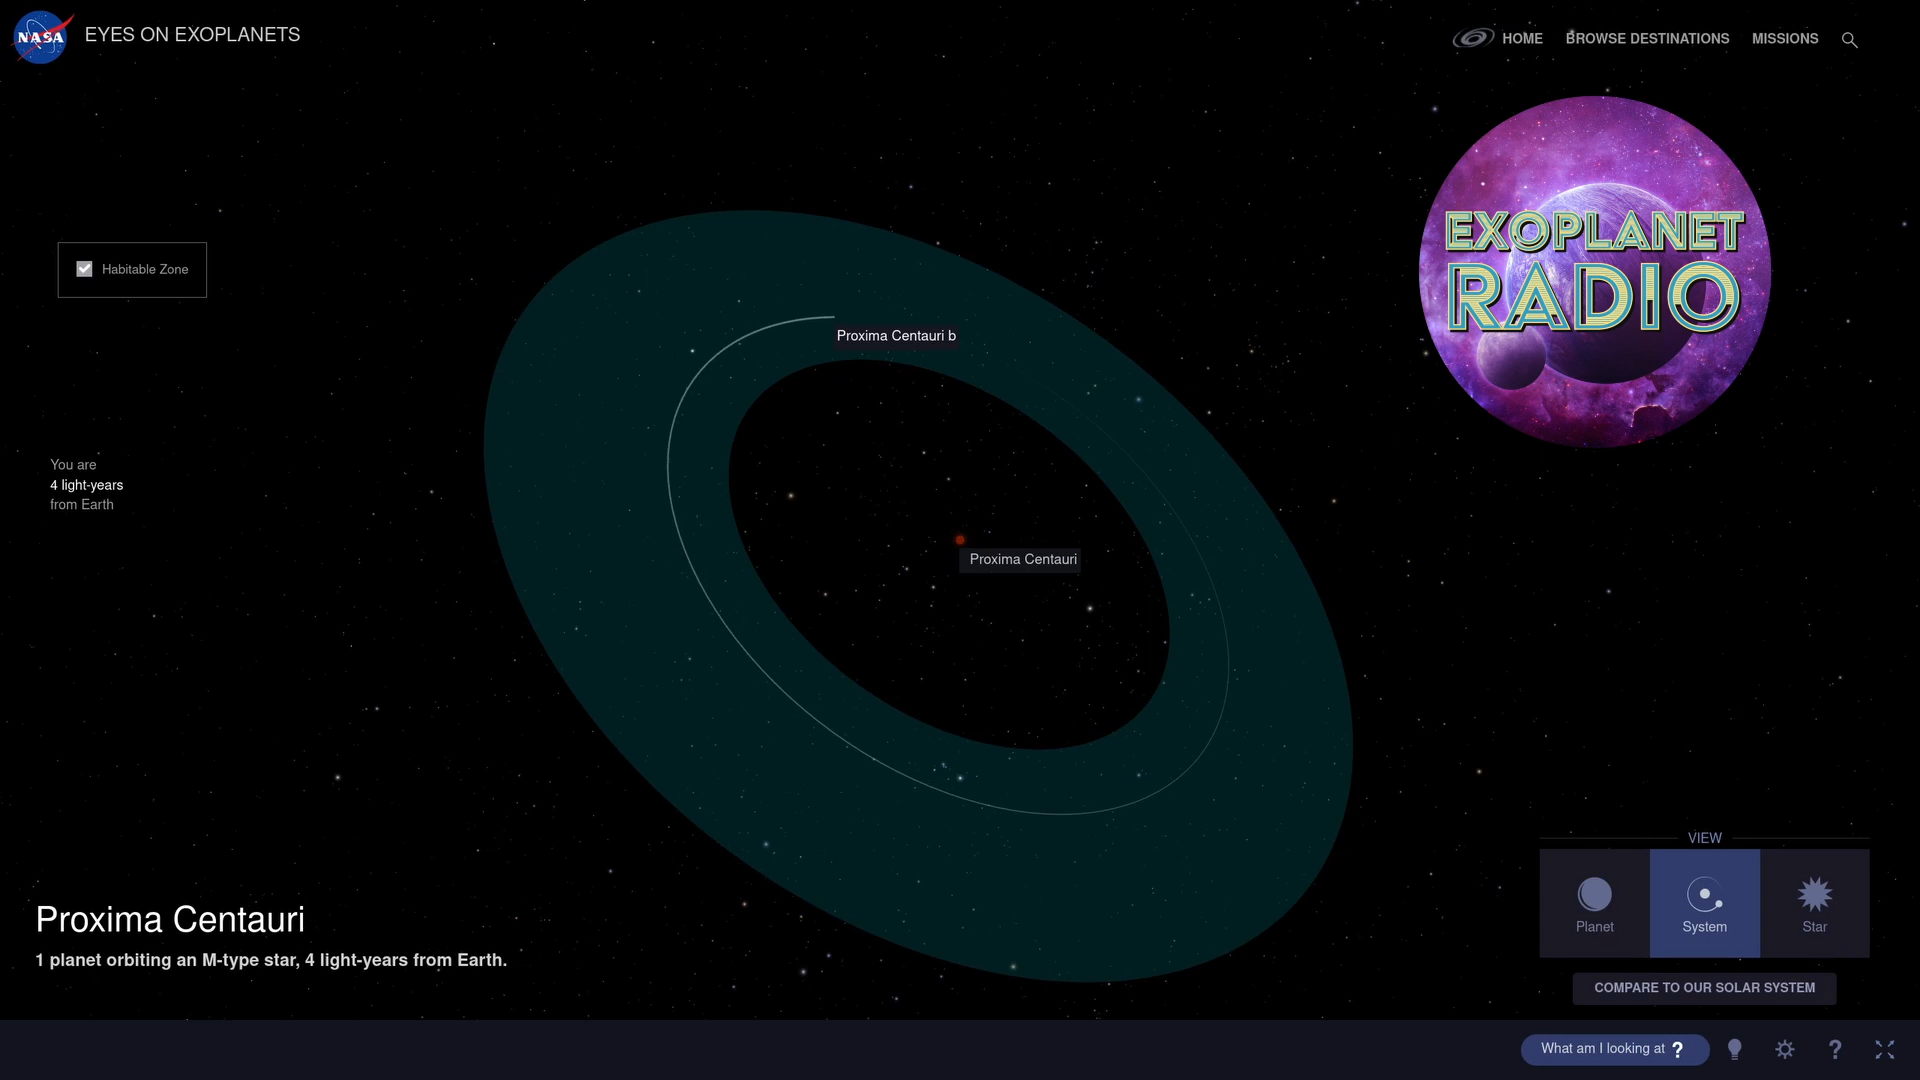 NASA
EYES ON EXOPLANETS
HOME
BROWSE DESTINATIONS
MISSIONS
EXOPLANET
RADIO
Habitable Zone
Proxima Centauri b
You are
4 light-years
from Earth
Proxima Centauri
VIEW
Planet
System
Star
COMPARE TO OUR SOLAR SYSTEM
Proxima Centauri
1 planet orbiting an M-type star, 4 light-years from Earth.
What am I looking at ?
?